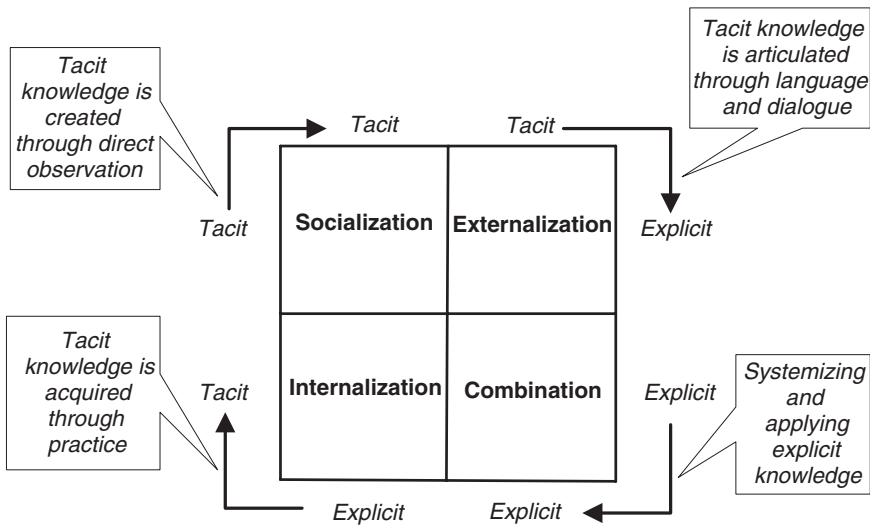 Tacit
knowledge is
created
through direct
observation
Tacit knowledge
is articulated
through language
and dialogue
Tacit
Tacit
Tacit
Socialization
Externalization
Explicit
Tacit
knowledge is
acquired
through
practice
Tacit
Internalization
Combination
Explicit
Systemizing
and
applying
explicit
knowledge
Explicit
Explicit